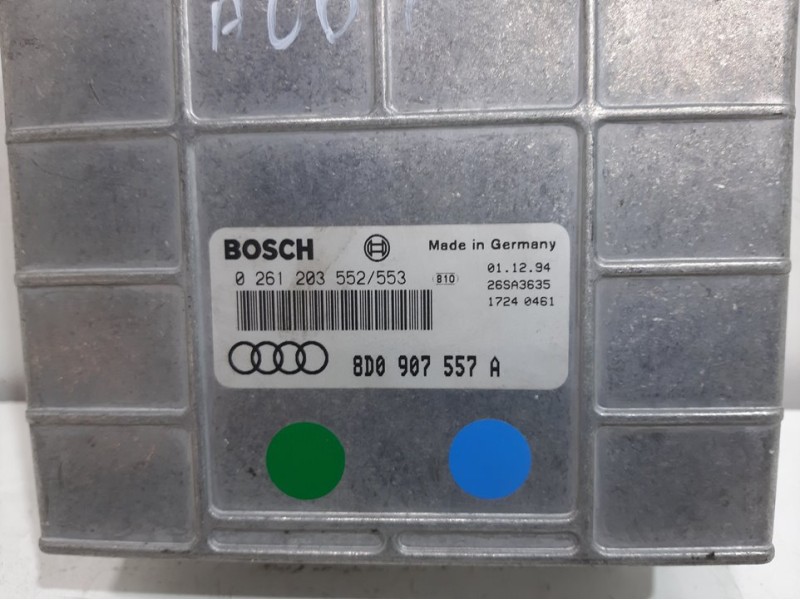 AUDI
BOSCH
Made in Germany
0 261 203 552/553
810
01.12.94
26SA3635
1724 0461
8D0 907 557 A